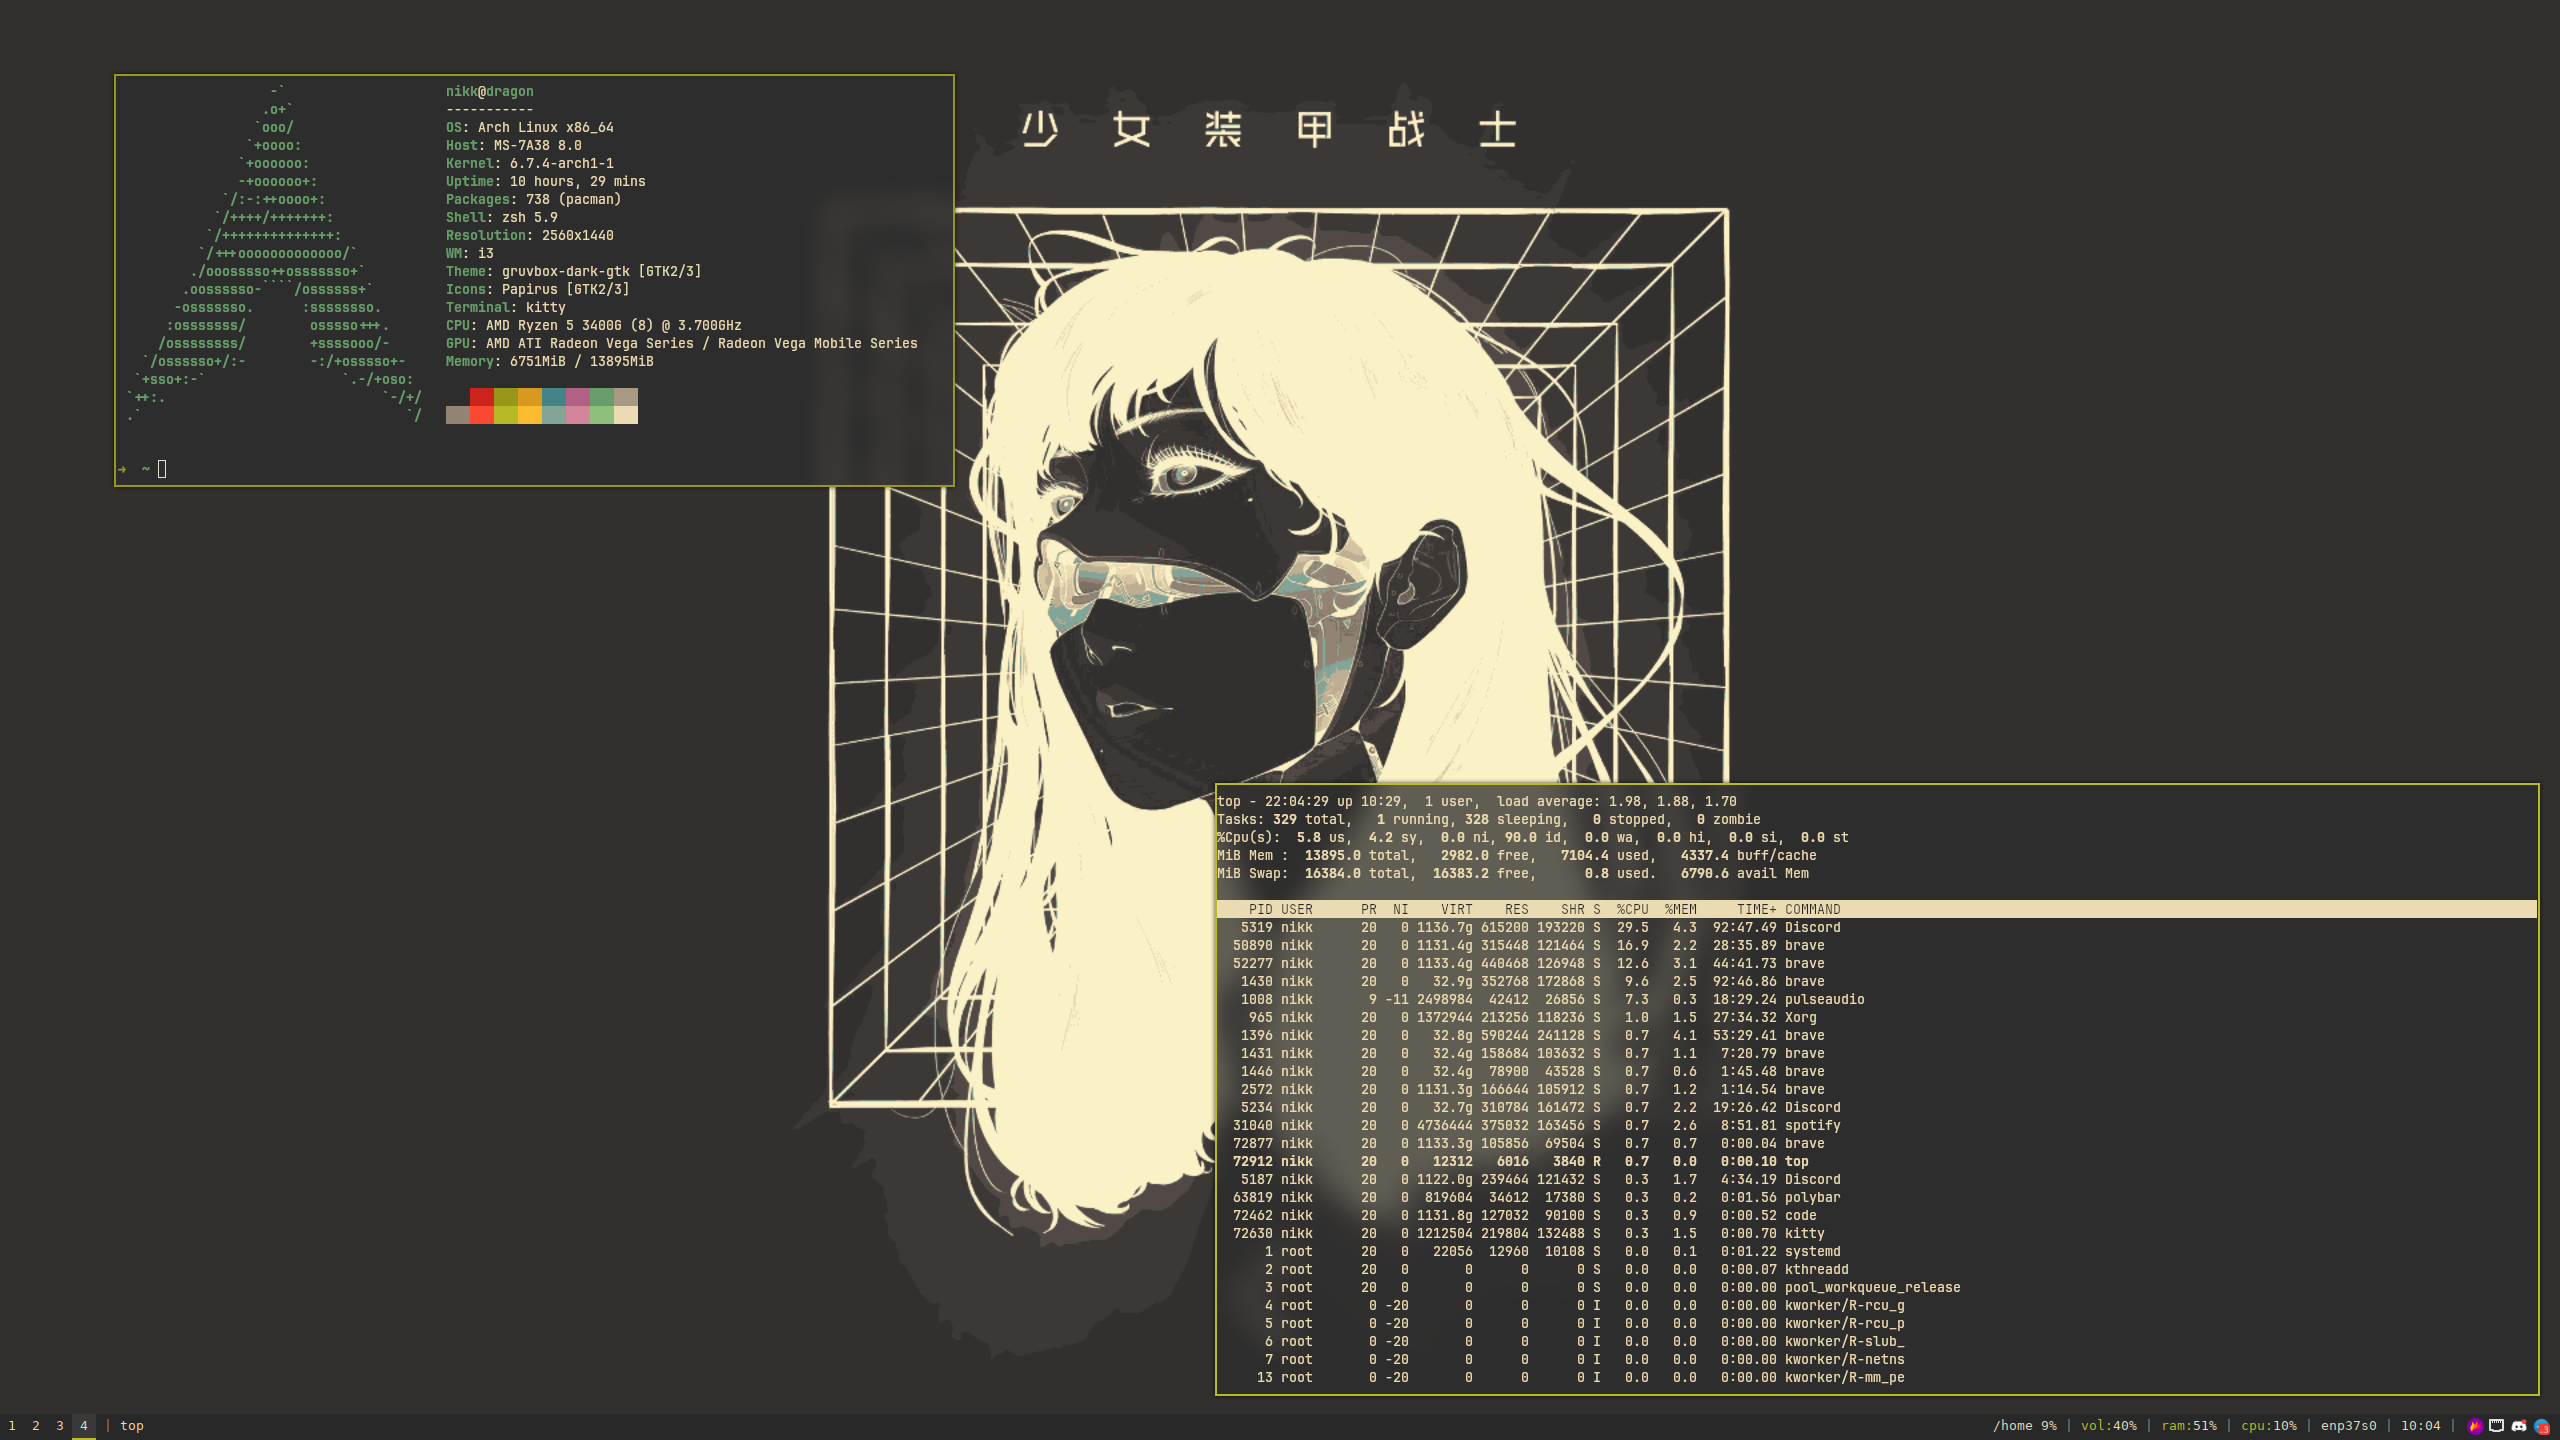 少女装甲战士
nikk@dragon
-----------
OS: Arch Linux x86_64
Host: MS-7A38 8.0
Kernel: 6.7.4-arch1-1
Uptime: 10 hours, 29 mins
Packages: 738 (pacman)
Shell: zsh 5.9
Resolution: 2560x1440
WM: i3
Theme: gruvbox-dark-gtk [GTK2/3]
Icons: Papirus [GTK2/3]
Terminal: kitty
CPU: AMD Ryzen 5 3400G (8) @ 3.700GHz
GPU: AMD ATI Radeon Vega Series / Radeon Vega Mobile Series
Memory: 6751MiB / 13895MiB
➜ ~
top - 22:04:29 up 10:29, 1 user, load average: 1.98, 1.88, 1.70
Tasks: 329 total, 1 running, 328 sleeping, 0 stopped, 0 zombie
%Cpu(s): 5.8 us, 4.2 sy, 0.0 ni, 90.0 id, 0.0 wa, 0.0 hi, 0.0 si, 0.0 st
MiB Mem : 13895.0 total, 2982.0 free, 7104.4 used, 4337.4 buff/cache
MiB Swap: 16384.0 total, 16383.2 free, 0.8 used. 6790.6 avail Mem
PID USER PR NI VIRT RES SHR S %CPU %MEM TIME+ COMMAND
5319 nikk 20 0 1136.7g 615200 193220 S 29.5 4.3 92:47.49 Discord
50890 nikk 20 0 1131.4g 315448 121464 S 16.9 2.2 28:35.89 brave
52277 nikk 20 0 1133.4g 440468 126948 S 12.6 3.1 44:41.73 brave
1430 nikk 20 0 32.9g 352768 172868 S 9.6 2.5 92:46.86 brave
1008 nikk 9 -11 2498984 42412 26856 S 7.3 0.3 18:29.24 pulseaudio
965 nikk 20 0 1372944 213256 118236 S 1.0 1.5 27:34.32 Xorg
1396 nikk 20 0 32.8g 590244 241128 S 0.7 4.1 53:29.41 brave
1431 nikk 20 0 32.4g 158684 103632 S 0.7 1.1 7:20.79 brave
1446 nikk 20 0 32.4g 78900 43528 S 0.7 0.6 1:45.48 brave
2572 nikk 20 0 1131.3g 166644 105912 S 0.7 1.2 1:14.54 brave
5234 nikk 20 0 32.7g 310784 161472 S 0.7 2.2 19:26.42 Discord
31040 nikk 20 0 4736444 375032 163456 S 0.7 2.6 8:51.81 spotify
72877 nikk 20 0 1133.3g 105856 69504 S 0.7 0.7 0:00.04 brave
72912 nikk 20 0 12312 6016 3840 R 0.7 0.0 0:00.10 top
5187 nikk 20 0 1122.0g 239464 121432 S 0.3 1.7 4:34.19 Discord
63819 nikk 20 0 819604 34612 17380 S 0.3 0.2 0:01.56 polybar
72462 nikk 20 0 1131.8g 127032 90100 S 0.3 0.9 0:00.52 code
72630 nikk 20 0 1212504 219804 132488 S 0.3 1.5 0:00.70 kitty
1 root 20 0 22056 12960 10108 S 0.0 0.1 0:01.22 systemd
2 root 20 0 0 0 0 S 0.0 0.0 0:00.07 kthreadd
3 root 20 0 0 0 0 S 0.0 0.0 0:00.00 pool_workqueue_release
4 root 0 -20 0 0 0 I 0.0 0.0 0:00.00 kworker/R-rcu_g
5 root 0 -20 0 0 0 I 0.0 0.0 0:00.00 kworker/R-rcu_p
6 root 0 -20 0 0 0 I 0.0 0.0 0:00.00 kworker/R-slub_
7 root 0 -20 0 0 0 I 0.0 0.0 0:00.00 kworker/R-netns
13 root 0 -20 0 0 0 I 0.0 0.0 0:00.00 kworker/R-mm_pe
1 2 3 4 | top
/home 9% | vol:40% | ram:51% | cpu:10% | enp37s0 | 10:04 |